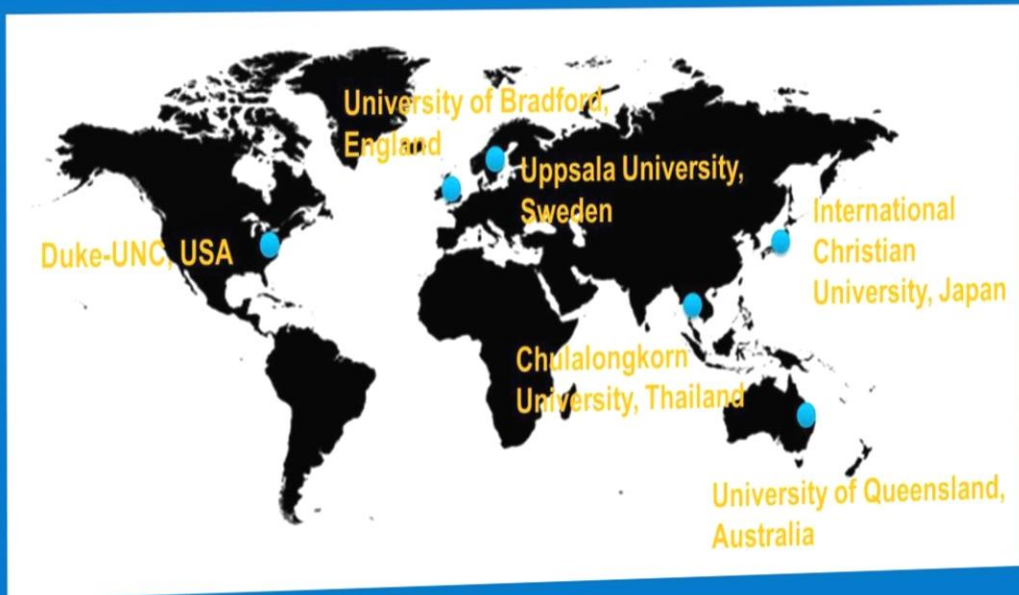 University of Bradford,
England
Uppsala University,
Sweden
Duke-UNC, USA
International
Christian
University, Japan
Chulalongkorn
University, Thailand
University of Queensland,
Australia